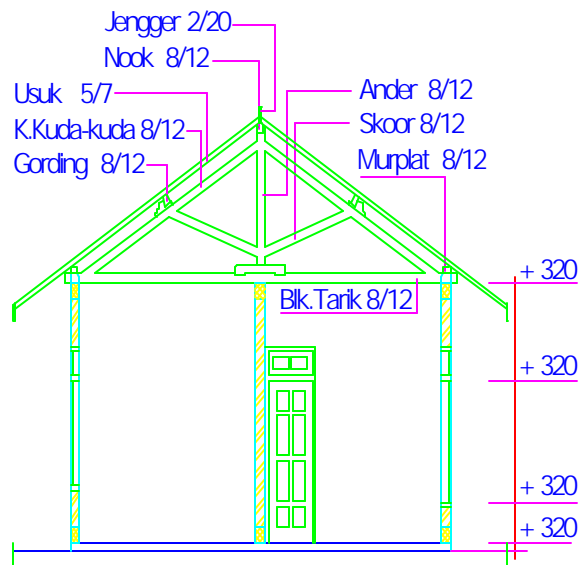 Jengger 2/20
Nook 8/12
Usuk 5/7
K.Kuda-kuda 8/12
Gording 8/12
Ander 8/12
Skoor 8/12
Murplat 8/12
Blk.Tarik 8/12
+ 320
+ 320
+ 320
+ 320